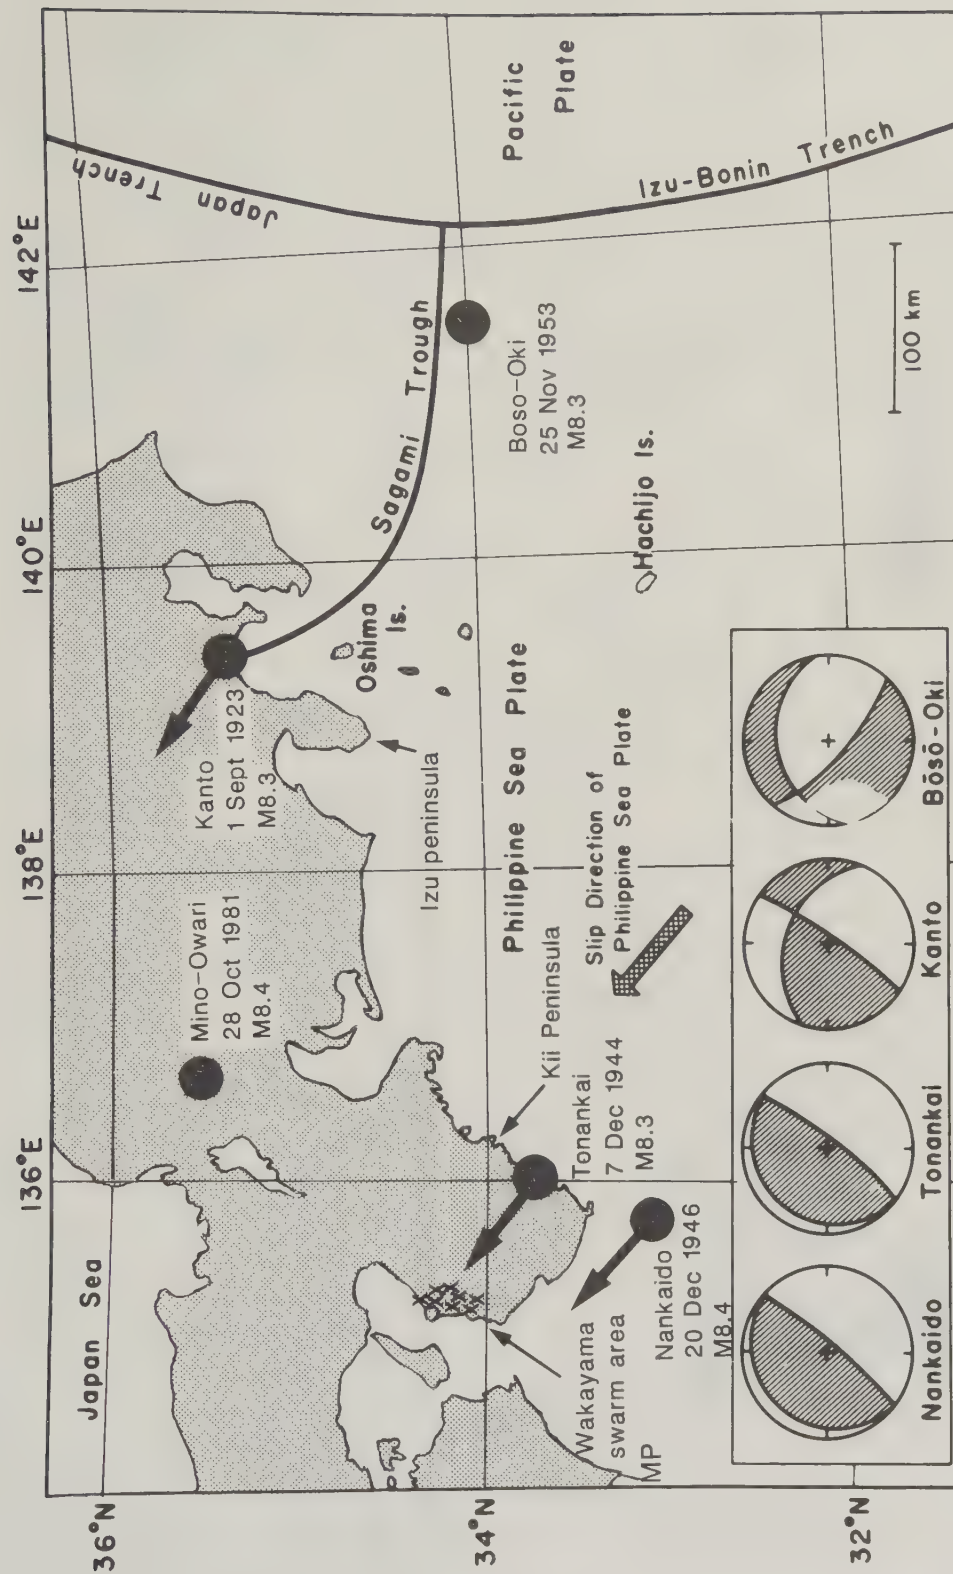 136°E
138°E
140°E
142°E
36°N
34°N
32°N
Japan Sea
Mino-Owari
28 Oct 1981
M8.4
Kanto
1 Sept 1923
M8.3
Japan Trench
Sagami Trough
Pacific
Plate
Izu-Bonin Trench
Oshima
Is.
Izu peninsula
Boso-Oki
25 Nov 1953
M8.3
Philippine Sea Plate
Hachijo Is.
Slip Direction of
Philippine Sea Plate
Kii Peninsula
Tonankai
7 Dec 1944
M8.3
Wakayama
swarm area
MP
Nankaido
20 Dec 1946
M8.4
100 km
Nankaido
Tonankai
Kanto
Bōsō-Oki